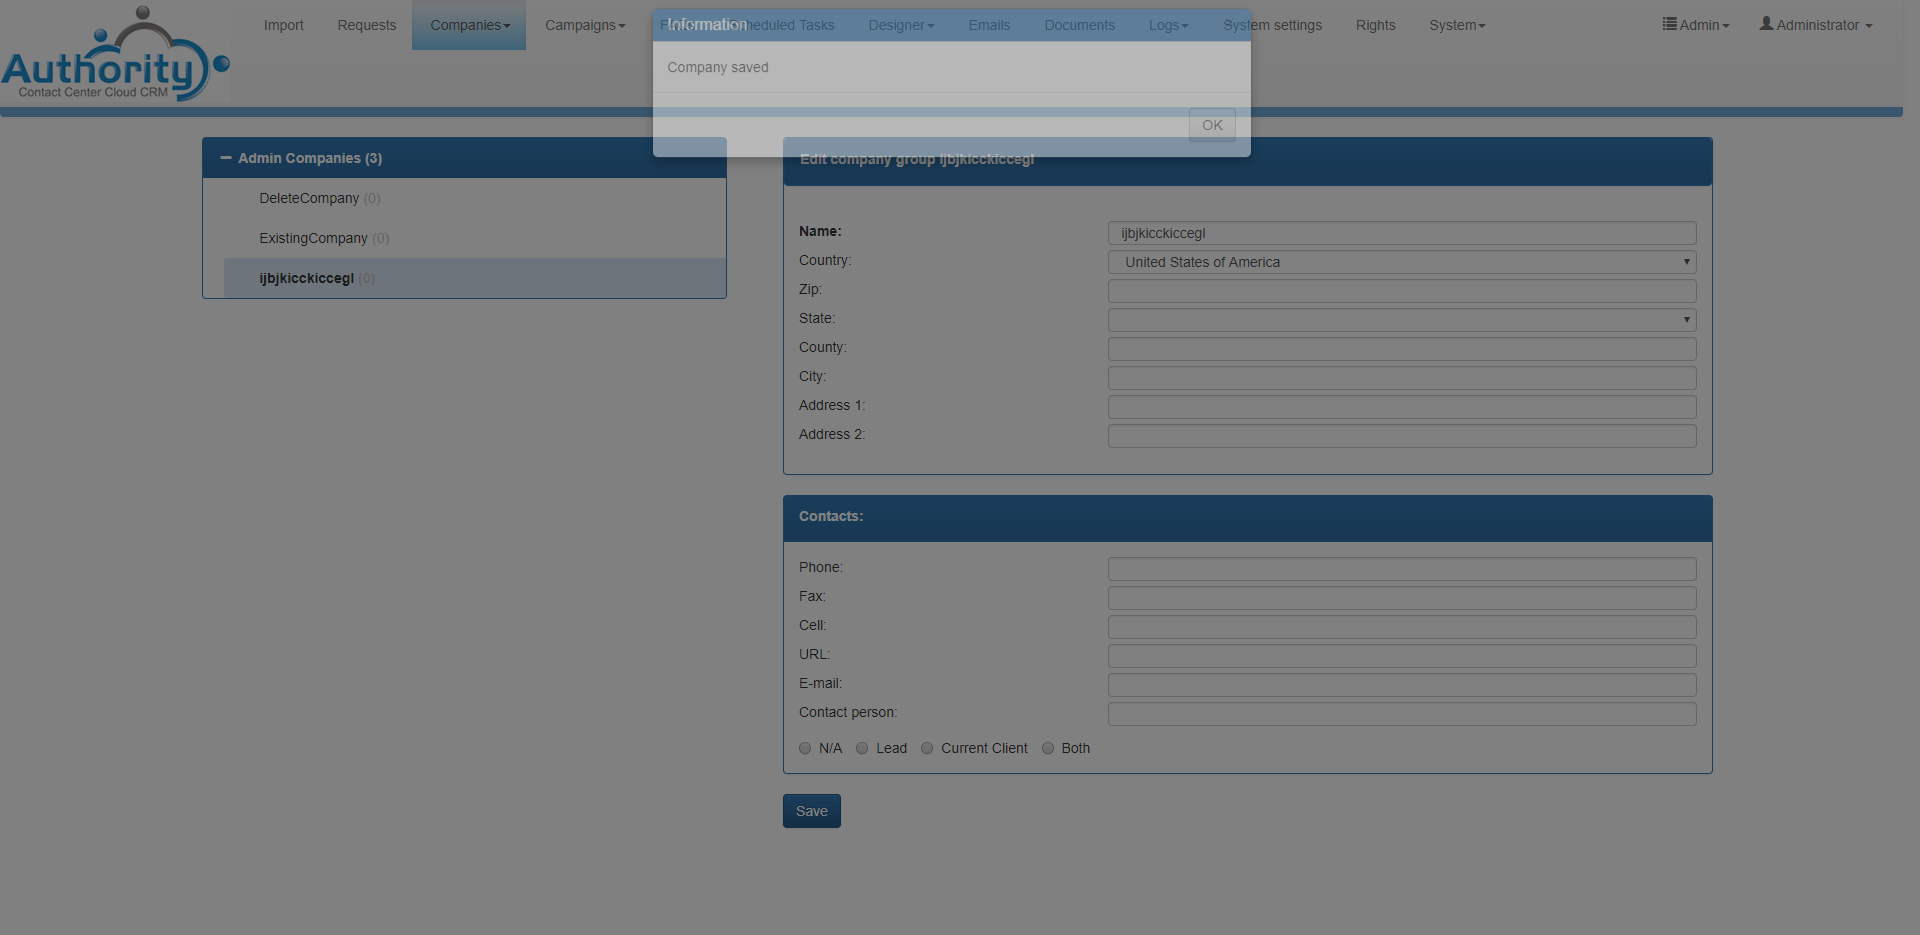 Authority
Contact Center Cloud CRM
Import Requests Companies Campaigns Scheduled Tasks Designer Emails Documents Logs System settings Rights System Admin Administrator
Information
Company saved
OK
Admin Companies (3)
DeleteCompany (0)
ExistingCompany (0)
ijbjkicckiccegl (0)
Edit company group ijbjkicckiccegl
Name: ijbjkicckiccegl
Country: United States of America
Zip:
State:
County:
City:
Address 1:
Address 2:
Contacts:
Phone:
Fax:
Cell:
URL:
E-mail:
Contact person:
N/A Lead Current Client Both
Save